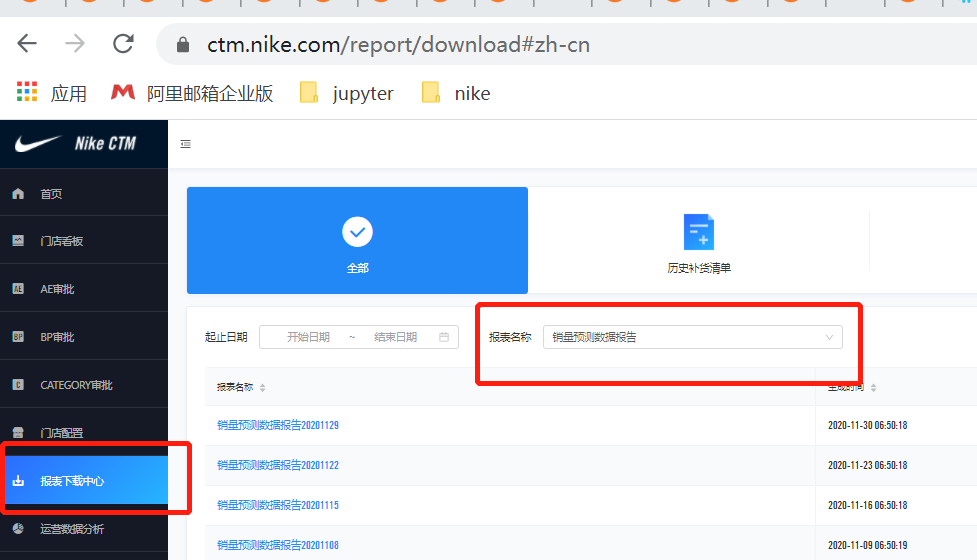 ctm.nike.com/report/download#zh-cn
应用
阿里邮箱企业版
jupyter
nike
Nike CTM
首页
门店看板
AE AE审批
BP BP审批
C CATEGORY审批
门店配置
报表下载中心
运营数据分析
全部
历史补货清单
起止日期 开始日期 ~ 结束日期
报表名称 销量预测数据报告
报表名称 生成时间
销量预测数据报告20201129 2020-11-30 06:50:18
销量预测数据报告20201122 2020-11-23 06:50:18
销量预测数据报告20201115 2020-11-16 06:50:18
销量预测数据报告20201108 2020-11-09 06:50:19